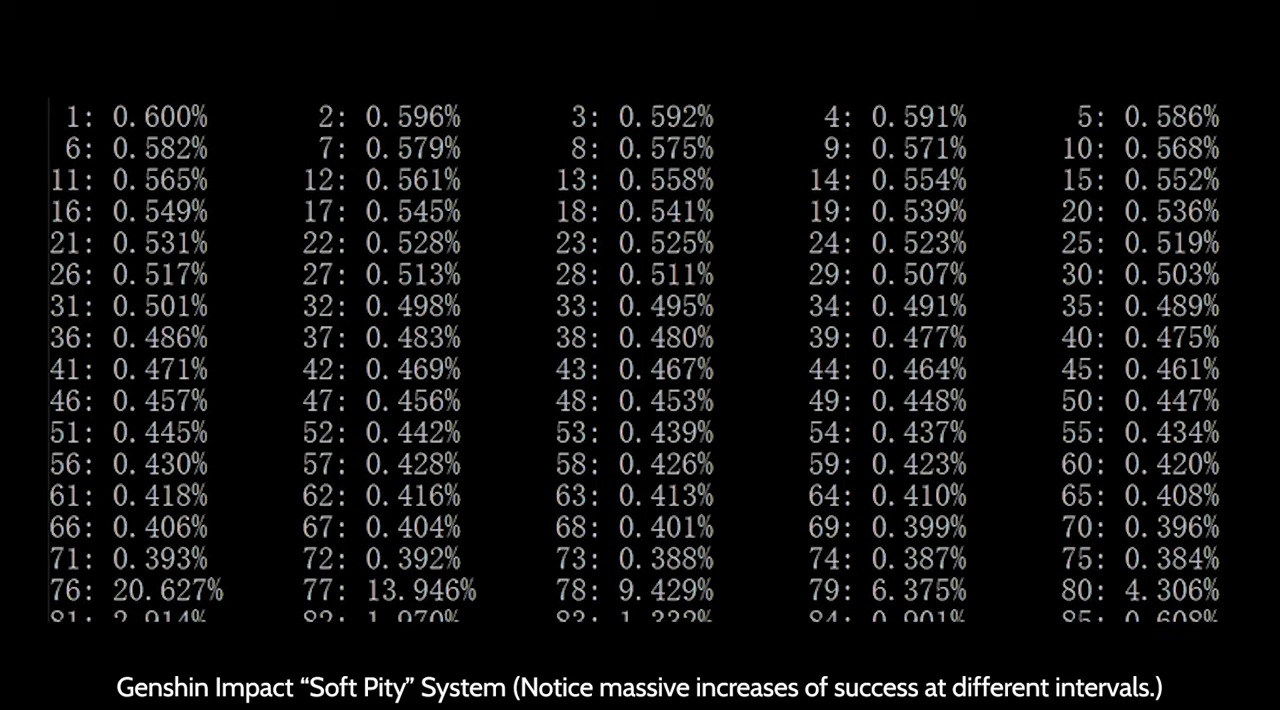 1: 0.600% 2: 0.596% 3: 0.592% 4: 0.591% 5: 0.586%
6: 0.582% 7: 0.579% 8: 0.575% 9: 0.571% 10: 0.568%
11: 0.565% 12: 0.561% 13: 0.558% 14: 0.554% 15: 0.552%
16: 0.549% 17: 0.545% 18: 0.541% 19: 0.539% 20: 0.536%
21: 0.531% 22: 0.528% 23: 0.525% 24: 0.523% 25: 0.519%
26: 0.517% 27: 0.513% 28: 0.511% 29: 0.507% 30: 0.503%
31: 0.501% 32: 0.498% 33: 0.495% 34: 0.491% 35: 0.489%
36: 0.486% 37: 0.483% 38: 0.480% 39: 0.477% 40: 0.475%
41: 0.471% 42: 0.469% 43: 0.467% 44: 0.464% 45: 0.461%
46: 0.457% 47: 0.456% 48: 0.453% 49: 0.448% 50: 0.447%
51: 0.445% 52: 0.442% 53: 0.439% 54: 0.437% 55: 0.434%
56: 0.430% 57: 0.428% 58: 0.426% 59: 0.423% 60: 0.420%
61: 0.418% 62: 0.416% 63: 0.413% 64: 0.410% 65: 0.408%
66: 0.406% 67: 0.404% 68: 0.401% 69: 0.399% 70: 0.396%
71: 0.393% 72: 0.392% 73: 0.388% 74: 0.387% 75: 0.384%
76: 20.627% 77: 13.946% 78: 9.429% 79: 6.375% 80: 4.306%
81: 82: 83: 84: 85:
Genshin Impact “Soft Pity” System (Notice massive increases of success at different intervals.)